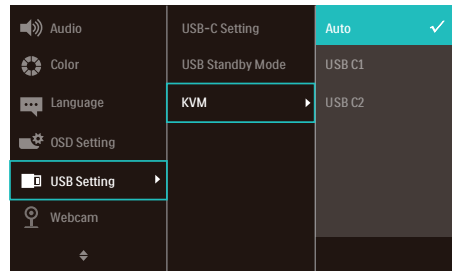 Audio
Color
Language
OSD Setting
USB Setting
Webcam
USB-C Setting
USB Standby Mode
KVM
Auto
USB C1
USB C2